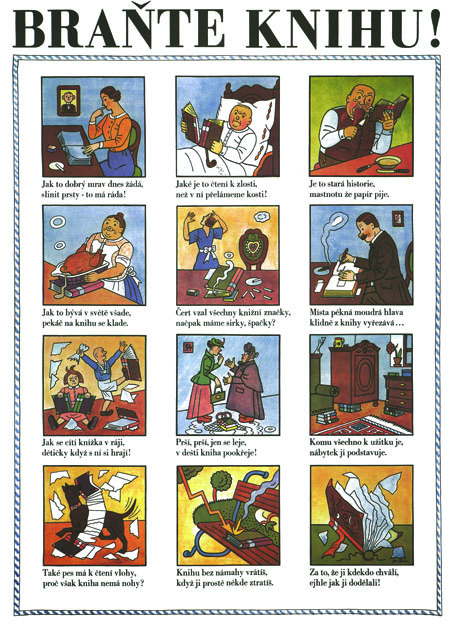 BRAŇTE KNIHU!
Jak to dobrý mrav dnes žádá,
slinit prsty - to má ráda!
Jaké je to čtení k zlosti,
než v ní přelámeme kosti!
Je to stará historie,
mastnotu že papír pije.
Jak to bývá v světě všade,
pekáč na knihu se klade.
Čert vzal všechny knižní značky,
načpak máme sirky, špačky?
Místa pěkná moudrá hlava
klidně z knihy vyřezává...
Jak se cítí knížka v ráji,
dětičky když s ní si hrají!
Prší, prší, jen se leje,
v dešti kniha pookřeje!
Komu všechno k užitku je,
nábytek jí podstavuje.
Také pes má k čtení vlohy,
proč však kniha nemá nohy?
Knihu bez námahy vrátíš,
když ji prostě někde ztratíš.
Za to, že ji kdekdo chválí,
ejhle jak ji dodělali!